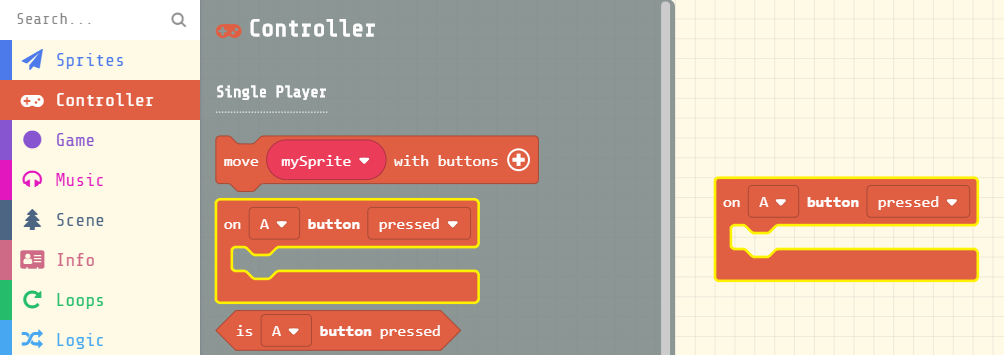 Search...
Sprites
Controller
Game
Music
Scene
Info
Loops
Logic
Controller
Single Player
move mySprite with buttons
on A button pressed
is A button pressed
on A button pressed